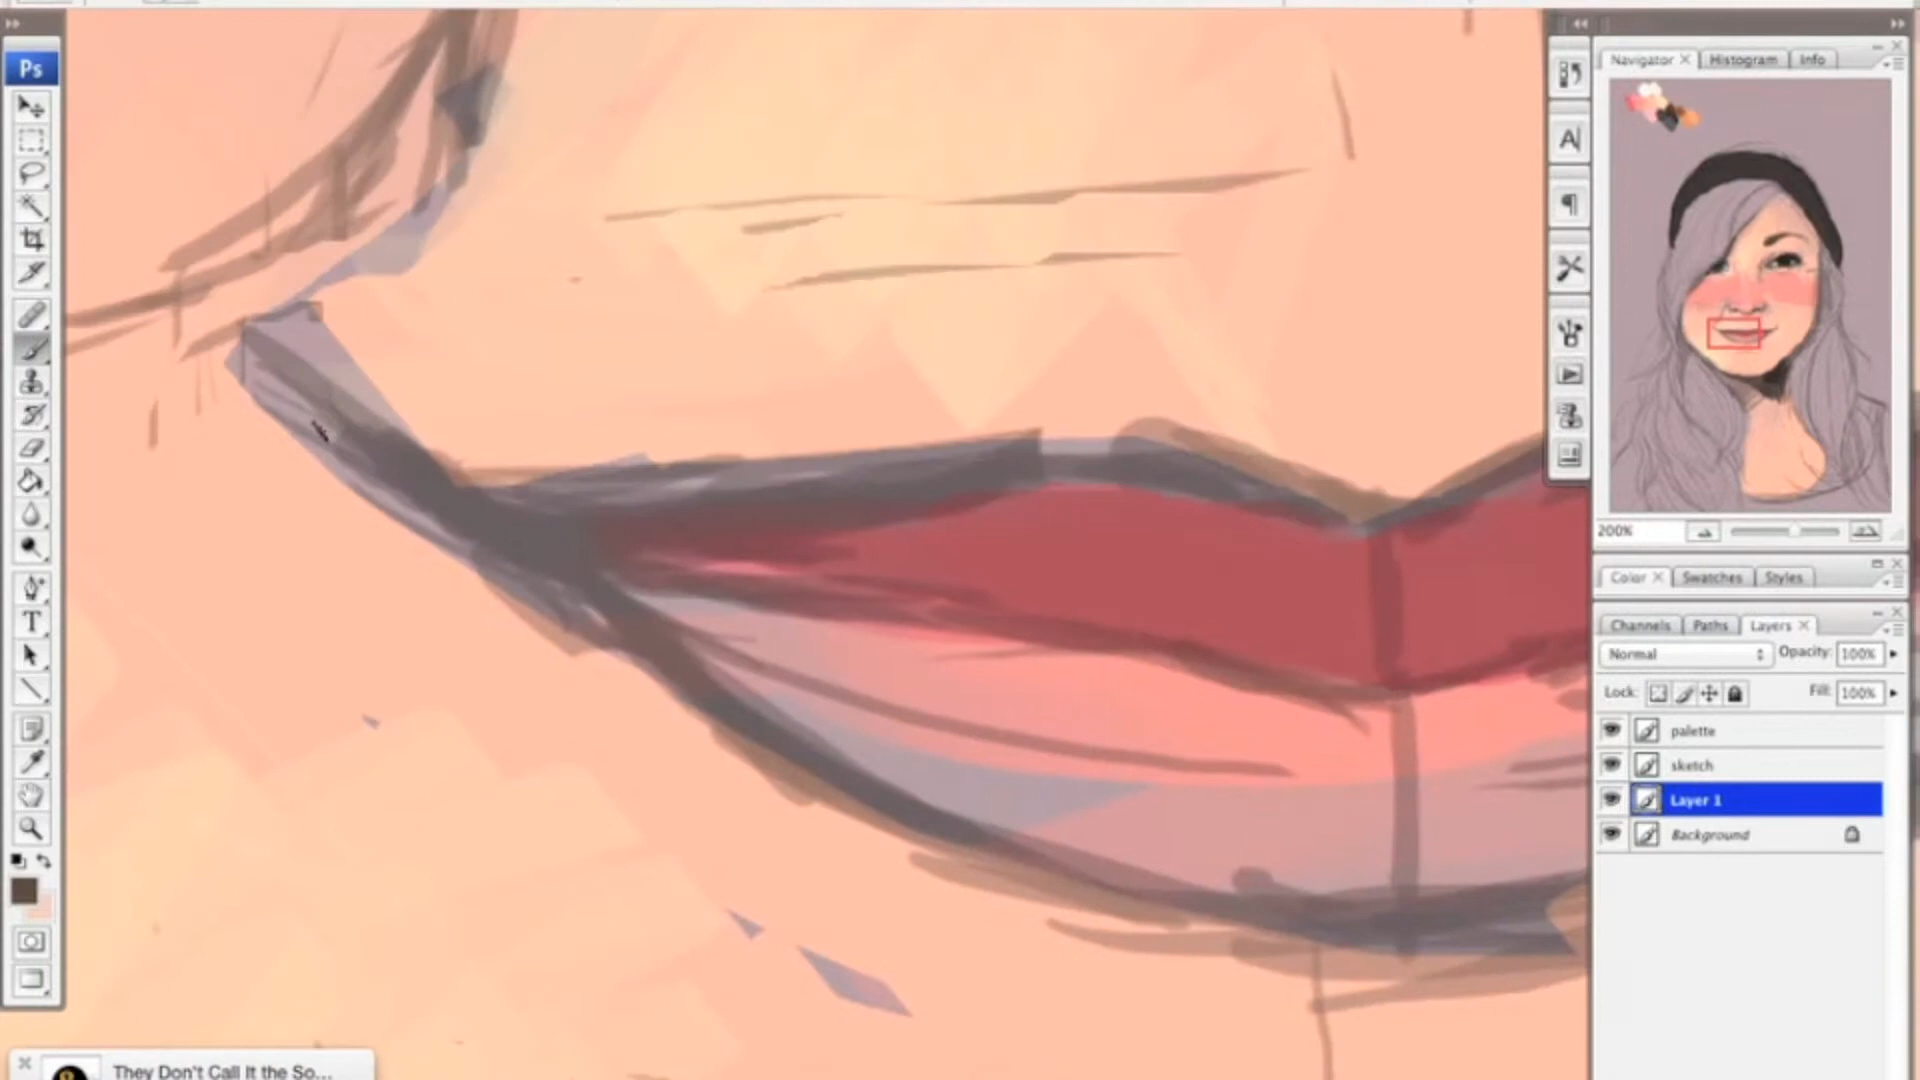 Ps
Navigator
Histogram
Info
A
¶
T
200%
Color
Swatches
Styles
Channels
Paths
Layers
Normal
Opacity: 100%
Lock:
Fill: 100%
palette
sketch
Layer 1
Background
They Don't Call It the So...